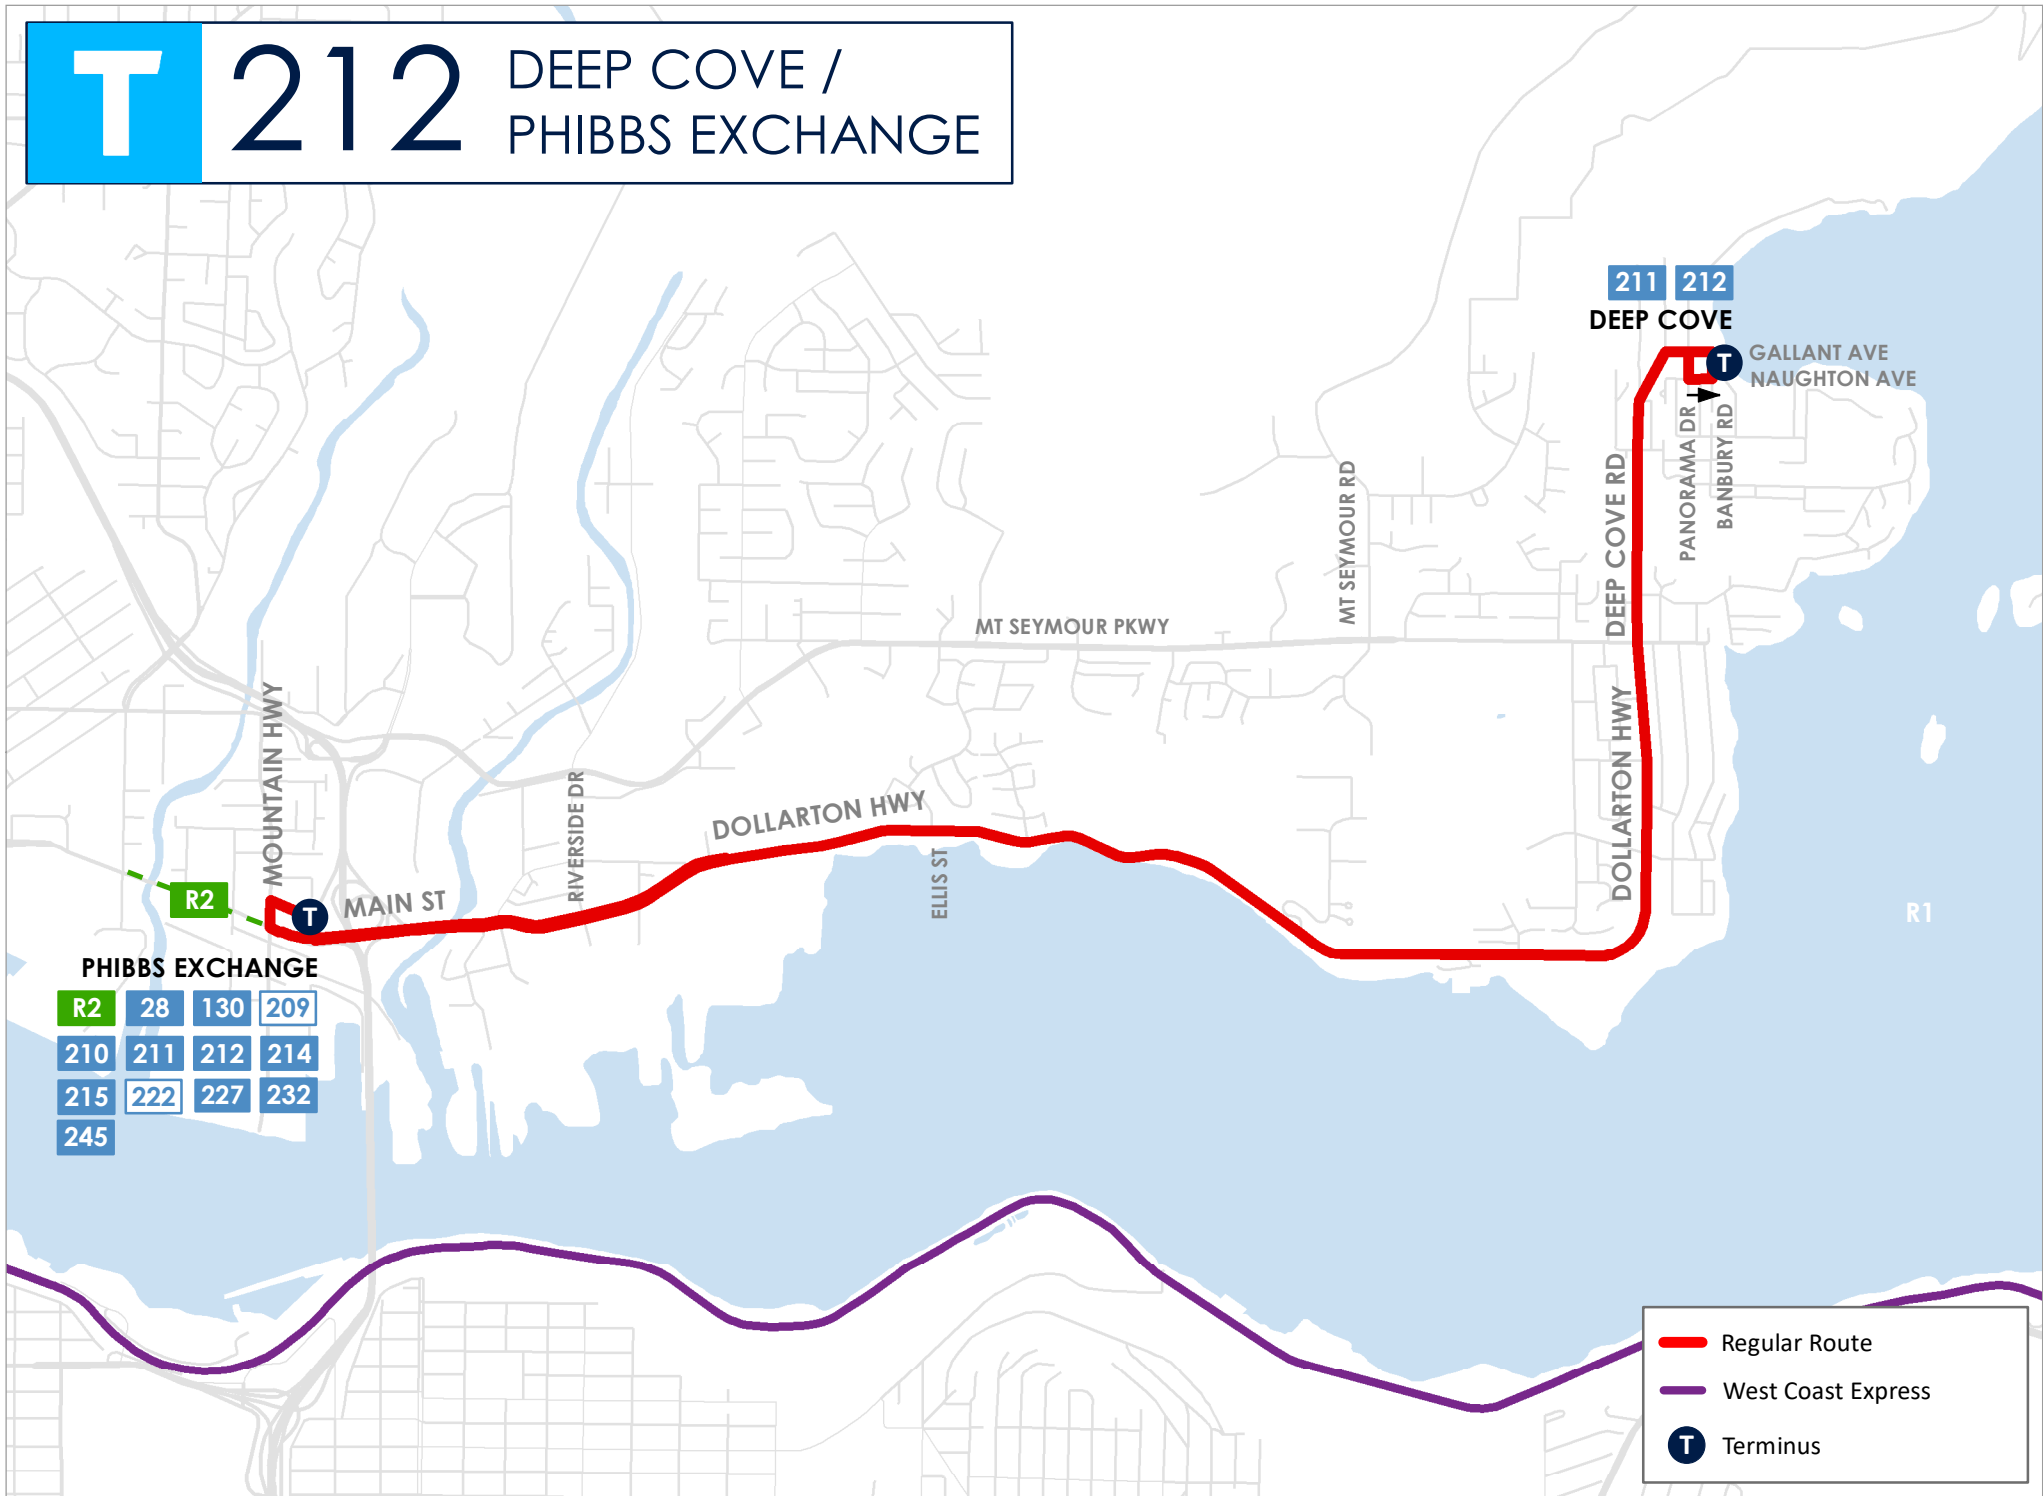 T 212 DEEP COVE /
PHIBBS EXCHANGE
211 212
DEEP COVE
T
GALLANT AVE
NAUGHTON AVE
PANORAMA DR
BANBURY RD
DEEP COVE RD
MT SEYMOUR RD
MT SEYMOUR PKWY
MOUNTAIN HWY
DOLLARTON HWY
RIVERSIDE DR
DOLLARTON HWY
ELLIS ST
R2
T
MAIN ST
R1
PHIBBS EXCHANGE
R2 28 130 209
210 211 212 214
215 222 227 232
245
Regular Route
West Coast Express
T Terminus